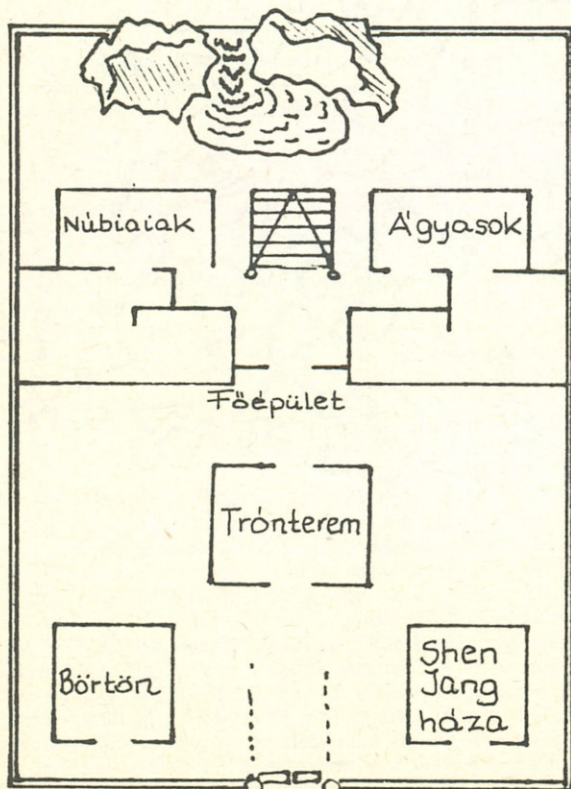 Núbiaiak
Ágyasok
Főépület
Trónterem
Börtön
Shen
Jang
háza